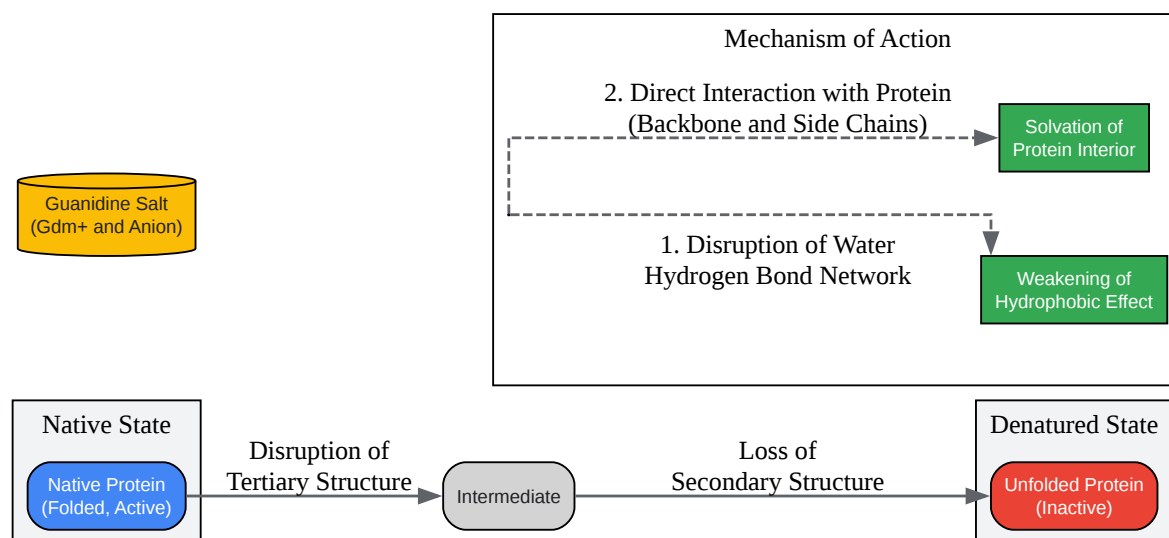 Mechanism of Action
2. Direct Interaction with Protein
(Backbone and Side Chains)
Solvation of
Protein Interior
Guanidine Salt
(Gdm+ and Anion)
1. Disruption of Water
Hydrogen Bond Network
Weakening of
Hydrophobic Effect
Native State
Native Protein
(Folded, Active)
Disruption of
Tertiary Structure
Intermediate
Loss of
Secondary Structure
Denatured State
Unfolded Protein
(Inactive)